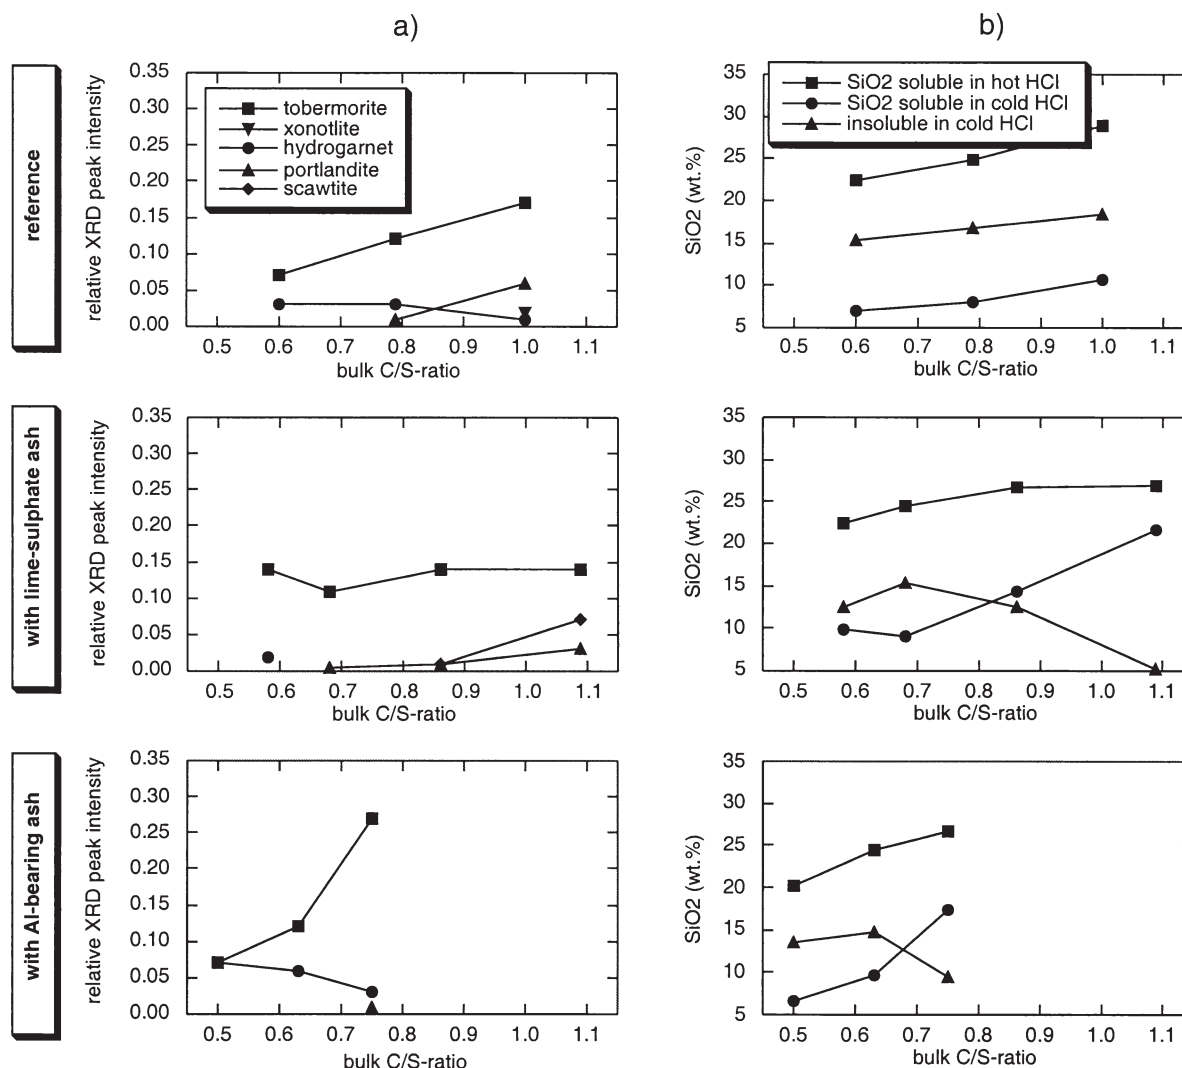 a)
b)
reference
relative XRD peak intensity
0.35
0.30
0.25
0.20
0.15
0.10
0.05
0.00
tobermorite
xonotlite
hydrogarnet
portlandite
scawtite
0.5 0.6 0.7 0.8 0.9 1.0 1.1
bulk C/S-ratio
SiO2 (wt.%)
35
30
25
20
15
10
5
SiO2 soluble in hot HCl
SiO2 soluble in cold HCl
insoluble in cold HCl
0.5 0.6 0.7 0.8 0.9 1.0 1.1
bulk C/S-ratio
with lime-sulphate ash
relative XRD peak intensity
0.35
0.30
0.25
0.20
0.15
0.10
0.05
0.00
0.5 0.6 0.7 0.8 0.9 1.0 1.1
bulk C/S-ratio
SiO2 (wt.%)
35
30
25
20
15
10
5
0.5 0.6 0.7 0.8 0.9 1.0 1.1
bulk C/S-ratio
with Al-bearing ash
relative XRD peak intensity
0.35
0.30
0.25
0.20
0.15
0.10
0.05
0.00
0.5 0.6 0.7 0.8 0.9 1.0 1.1
bulk C/S-ratio
SiO2 (wt.%)
35
30
25
20
15
10
5
0.5 0.6 0.7 0.8 0.9 1.0 1.1
bulk C/S-ratio